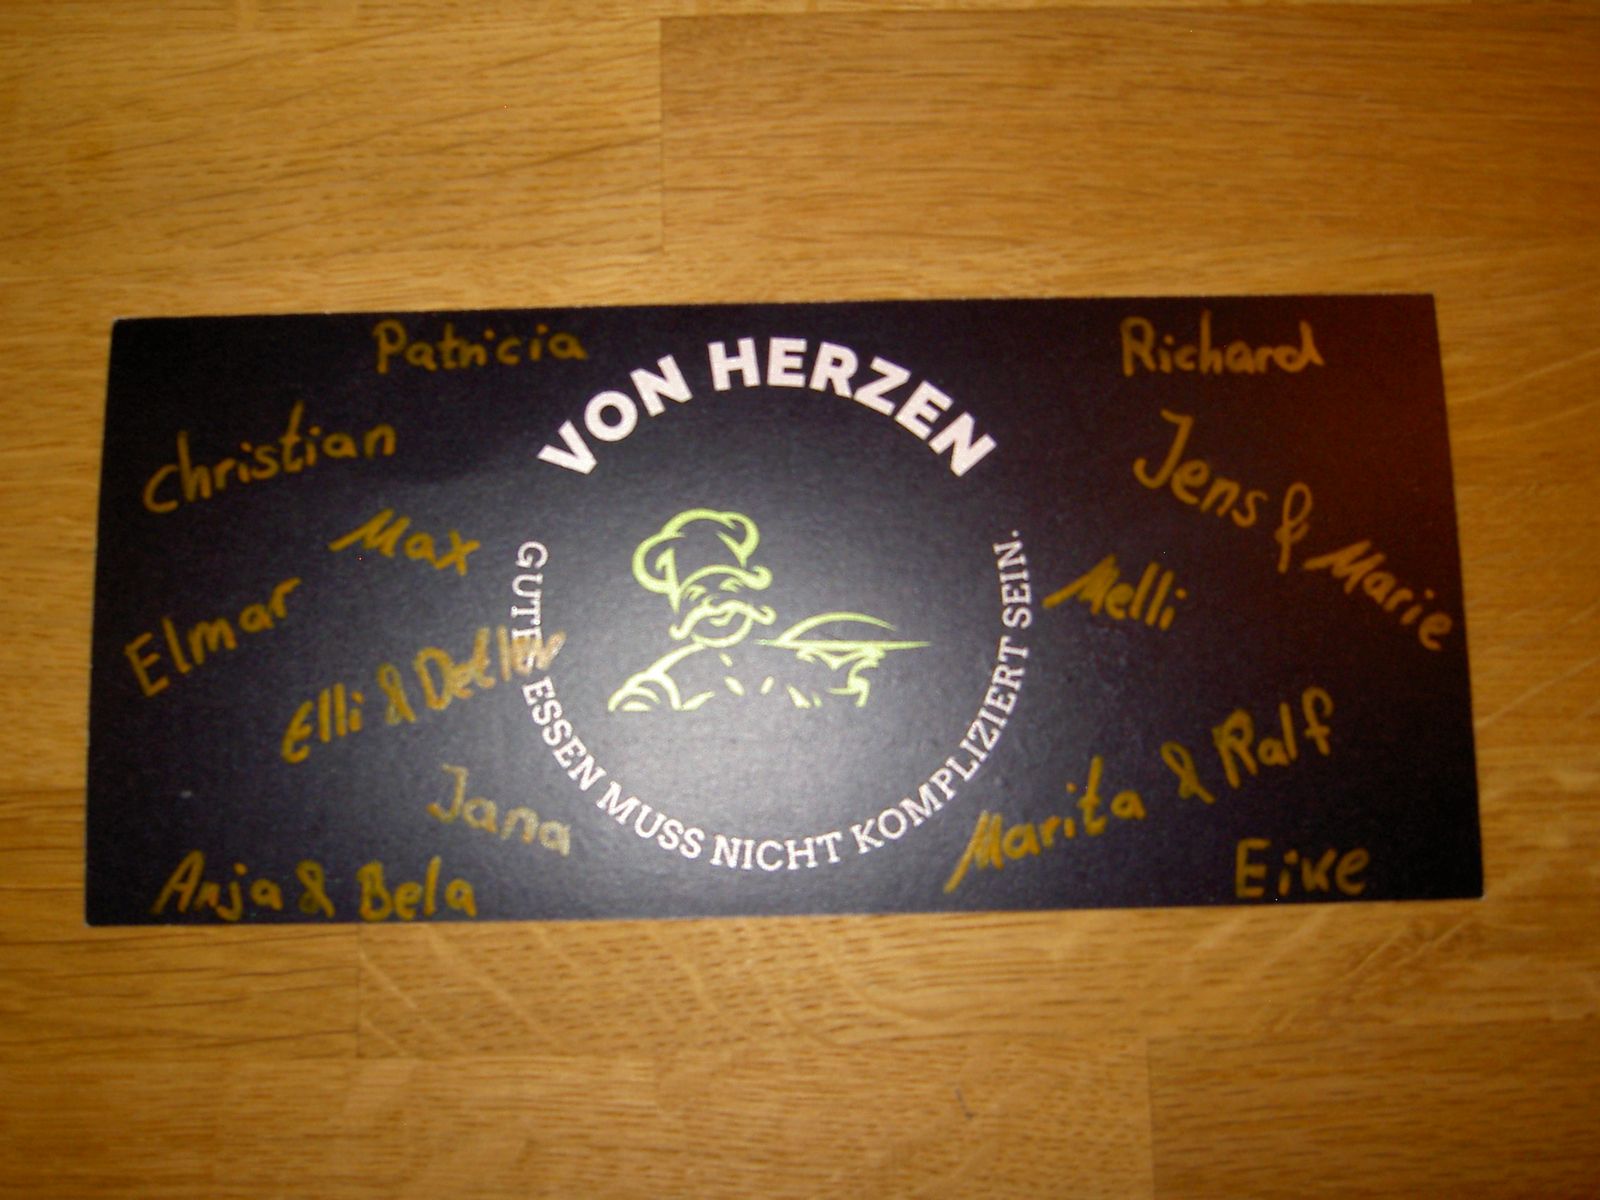 Patricia
Richard
VON HERZEN
Christian
Jens & Marie
Max
Melli
Elmar
Elli & Detlev
GUTE ESSEN MUSS NICHT KOMPLIZIERT SEIN.
Marita & Ralf
Jana
Anja & Bela
Eike